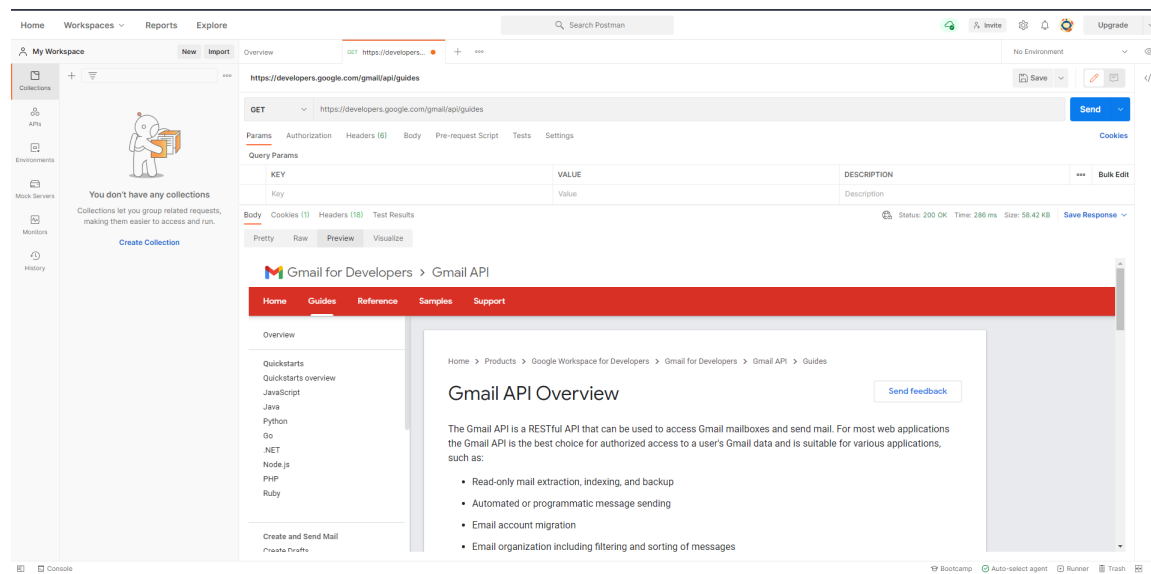 Home Workspaces Reports Explore Search Postman Invite Upgrade
My Workspace New Import Overview GET https://developers... No Environment
Collections
APIs
Environments
Mock Servers
Monitors
History
You don't have any collections
Collections let you group related requests,
making them easier to access and run.
Create Collection
https://developers.google.com/gmail/api/guides Save
GET https://developers.google.com/gmail/api/guides Send
Params Authorization Headers (6) Body Pre-request Script Tests Settings Cookies
Query Params
KEY VALUE DESCRIPTION Bulk Edit
Key Value Description
Body Cookies (1) Headers (18) Test Results Status: 200 OK Time: 286 ms Size: 58.42 KB Save Response
Pretty Raw Preview Visualize
Gmail for Developers > Gmail API
Home Guides Reference Samples Support
Overview
Quickstarts
Quickstarts overview
JavaScript
Java
Python
Go
.NET
Node.js
PHP
Ruby
Create and Send Mail
Create Drafts
Home > Products > Google Workspace for Developers > Gmail for Developers > Gmail API > Guides
Gmail API Overview Send feedback
The Gmail API is a RESTful API that can be used to access Gmail mailboxes and send mail. For most web applications
the Gmail API is the best choice for authorized access to a user's Gmail data and is suitable for various applications,
such as:
• Read-only mail extraction, indexing, and backup
• Automated or programmatic message sending
• Email account migration
• Email organization including filtering and sorting of messages
Console Bootcamp Auto-select agent Runner Trash